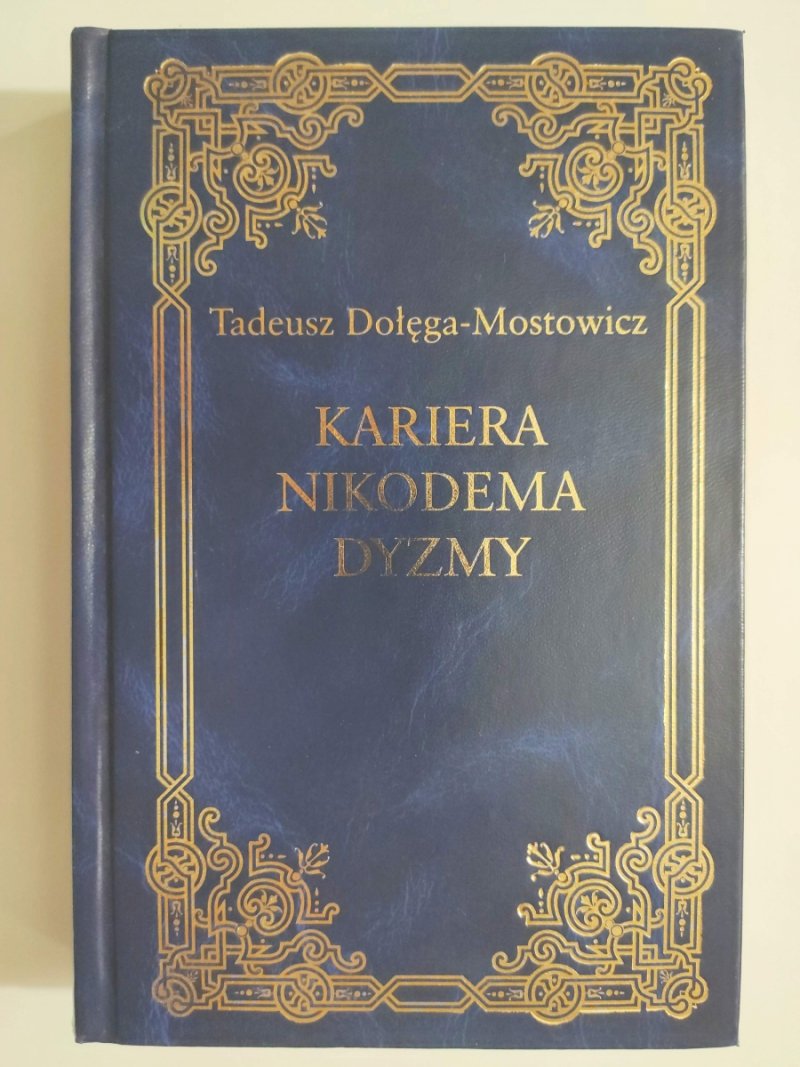 Tadeusz Dołęga-Mostowicz
KARIERA
NIKODEMA
DYZMY